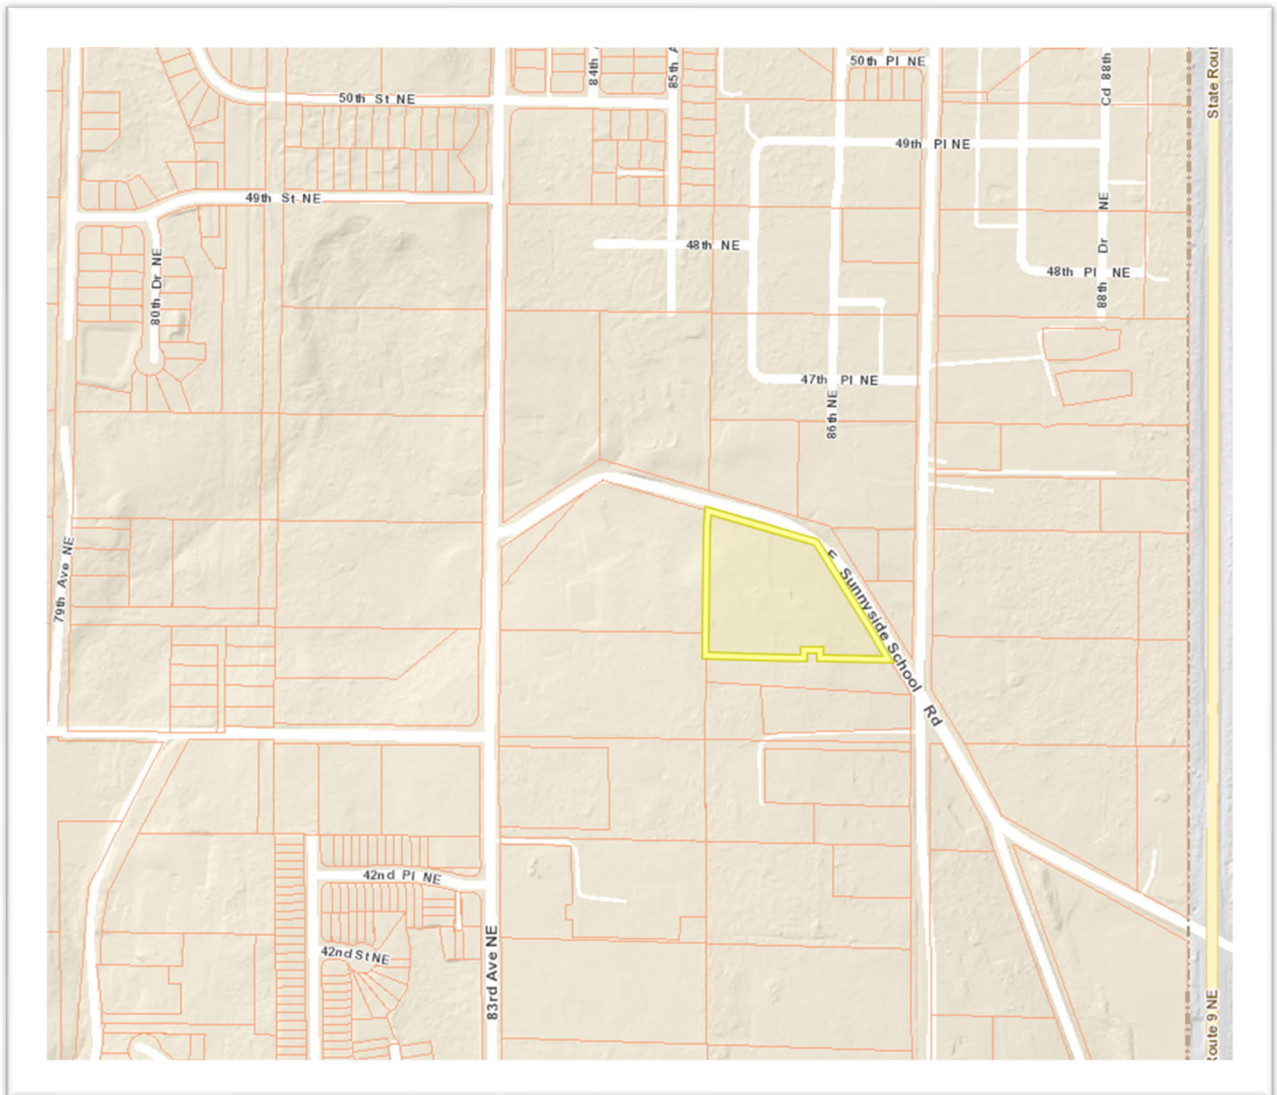 84th
85th A
50th Pl NE
Cd 88th
State Rout
50th St NE
49th Pl NE
49th St NE
88th Dr NE
48th NE
80th Dr NE
48th Pl NE
47th Pl NE
86th NE
79th Ave NE
E Sunnyside School Rd
42nd Pl NE
42nd St NE
83rd Ave NE
oute 9 NE